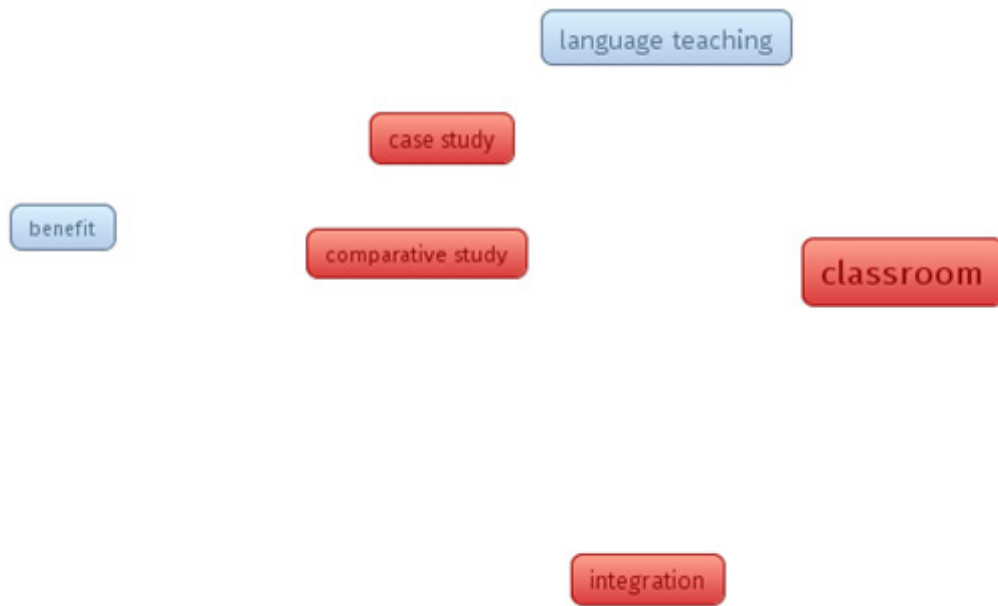 language teaching
case study
benefit
comparative study
classroom
integration